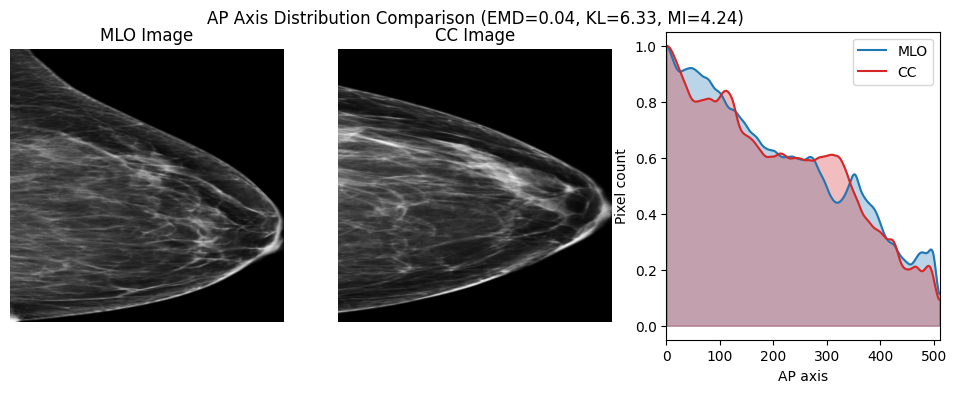 AP Axis Distribution Comparison (EMD=0.04, KL=6.33, MI=4.24)
MLO Image
CC Image
MLO
CC
Pixel count
1.0
0.8
0.6
0.4
0.2
0.0
0 100 200 300 400 500
AP axis